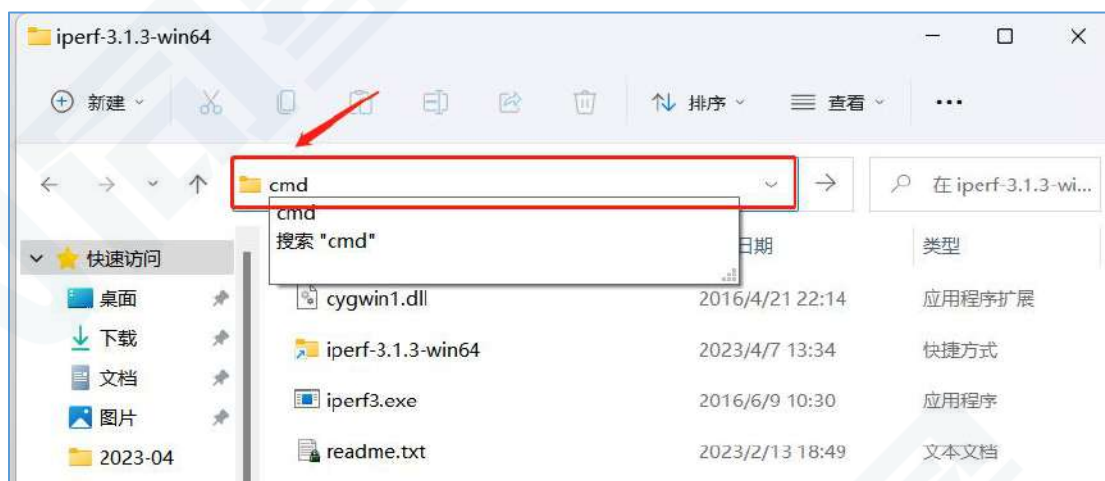 iperf-3.1.3-win64
新建 排序 查看
cmd 在 iperf-3.1.3-wi...
cmd
搜索 "cmd"
快速访问 日期 类型
桌面 cygwin1.dll 2016/4/21 22:14 应用程序扩展
下载 iperf-3.1.3-win64 2023/4/7 13:34 快捷方式
文档 iperf3.exe 2016/6/9 10:30 应用程序
图片 readme.txt 2023/2/13 18:49 文本文档
2023-04